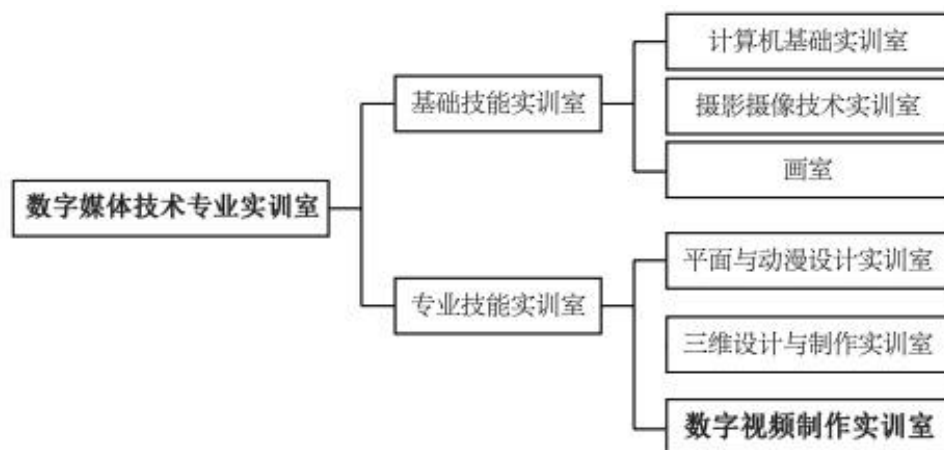 数字媒体技术专业实训室
基础技能实训室
计算机基础实训室
摄影摄像技术实训室
画室
专业技能实训室
平面与动漫设计实训室
三维设计与制作实训室
数字视频制作实训室